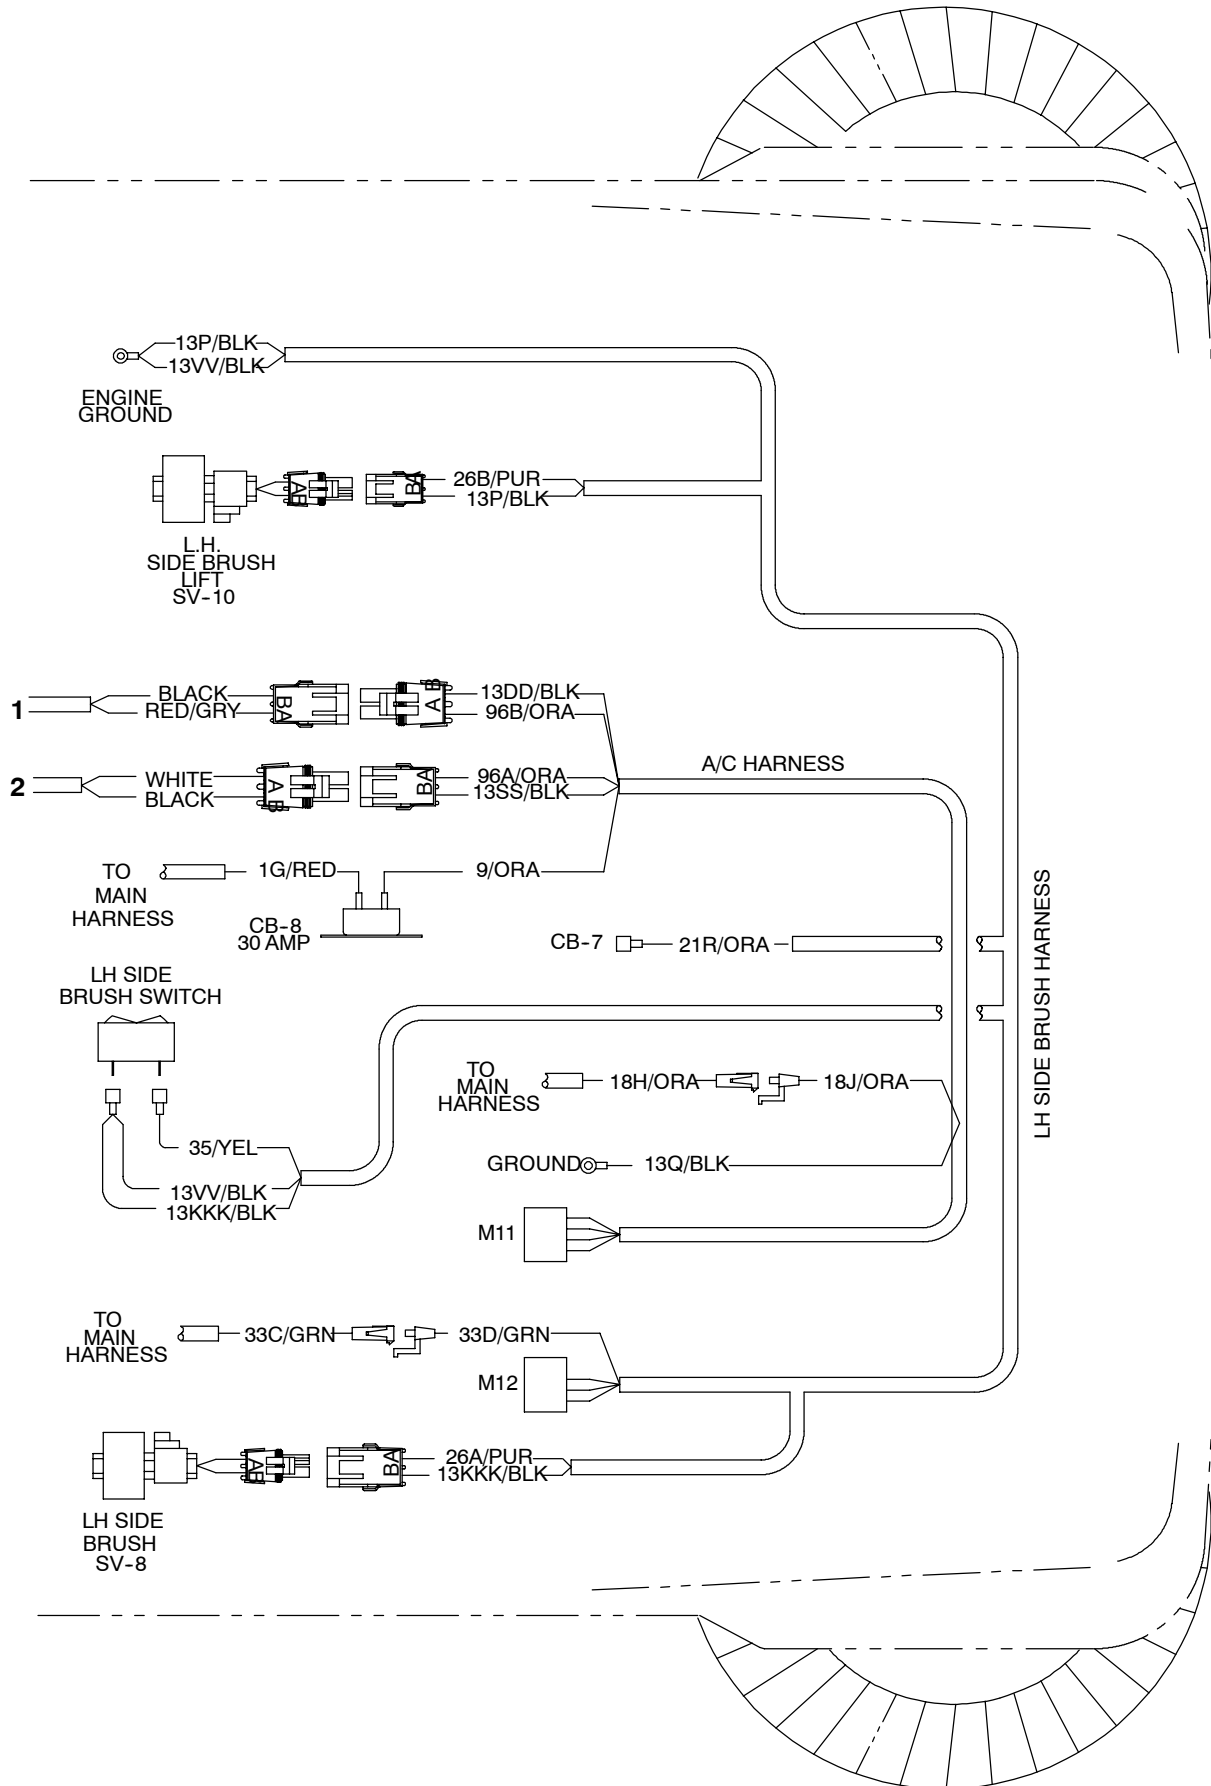 13P/BLK
13VV/BLK
ENGINE
GROUND
A B
B A
26B/PUR
13P/BLK
L.H.
SIDE BRUSH
LIFT
SV-10
1
BLACK
RED/GRY
B A
A B
13DD/BLK
96B/ORA
2
WHITE
BLACK
A B
B A
96A/ORA
13SS/BLK
A/C HARNESS
TO
MAIN
HARNESS
1G/RED
9/ORA
CB-8
30 AMP
CB-7
21R/ORA
LH SIDE BRUSH HARNESS
LH SIDE
BRUSH SWITCH
TO
MAIN
HARNESS
18H/ORA
18J/ORA
35/YEL
GROUND
13Q/BLK
13VV/BLK
13KKK/BLK
M11
TO
MAIN
HARNESS
33C/GRN
33D/GRN
M12
A B
B A
26A/PUR
13KKK/BLK
LH SIDE
BRUSH
SV-8